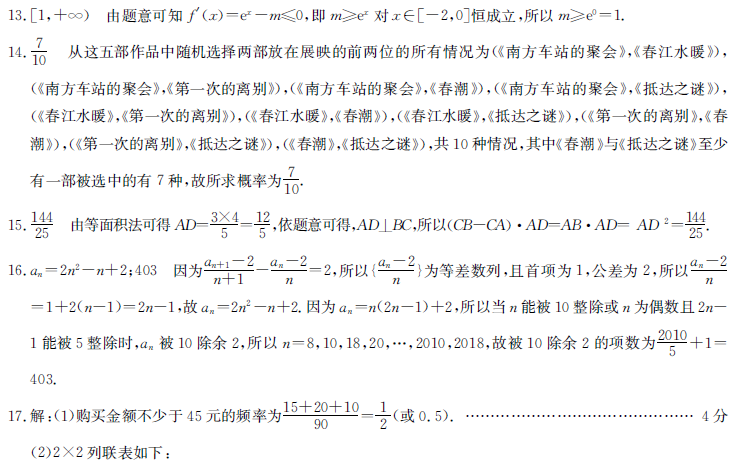 13.[1,+∞) 由题意可知 f′(x)=eˣ-m≤0,即 m≥eˣ 对 x∈[-2,0]恒成立,所以 m≥e⁰=1.
14. 7/10 从这五部作品中随机选择两部放在展映的前两位的所有情况为(《南方车站的聚会》,《春江水暖》),
(《南方车站的聚会》,《第一次的离别》),(《南方车站的聚会》,《春潮》),(《南方车站的聚会》,《抵达之谜》),
(《春江水暖》,《第一次的离别》),(《春江水暖》,《春潮》),(《春江水暖》,《抵达之谜》),(《第一次的离别》,《春
潮》),(《第一次的离别》,《抵达之谜》),(《春潮》,《抵达之谜》),共 10 种情况,其中《春潮》与《抵达之谜》至少
有一部被选中的有 7 种,故所求概率为 7/10.
15. 144/25 由等面积法可得 AD=3×4/5=12/5,依题意可得,AD⊥BC,所以(CB-CA)·AD=AB·AD= AD ²=144/25.
16.aₙ=2n²-n+2;403 因为 (aₙ₊₁-2)/(n+1)-(aₙ-2)/n=2,所以{(aₙ-2)/n}为等差数列,且首项为 1,公差为 2,所以(aₙ-2)/n
=1+2(n-1)=2n-1,故 aₙ=2n²-n+2.因为 aₙ=n(2n-1)+2,所以当 n 能被 10 整除或 n 为偶数且 2n-
1 能被 5 整除时,aₙ 被 10 除余 2,所以 n=8,10,18,20,…,2010,2018,故被 10 除余 2 的项数为2010/5+1=
403.
17.解:(1)购买金额不少于 45 元的频率为(15+20+10)/90=1/2(或 0.5). ………………………………………… 4 分
(2)2×2 列联表如下: